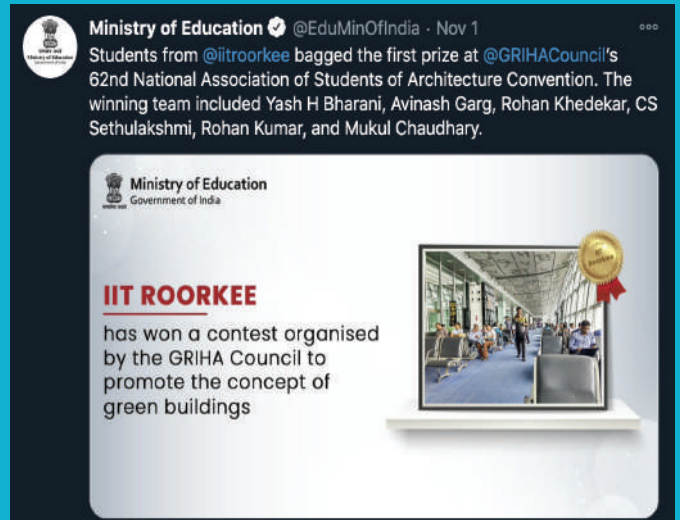 Ministry of Education @EduMinOfIndia · Nov 1
Students from @iitroorkee bagged the first prize at @GRIHACouncil's
62nd National Association of Students of Architecture Convention. The
winning team included Yash H Bharani, Avinash Garg, Rohan Khedekar, CS
Sethulakshmi, Rohan Kumar, and Mukul Chaudhary.
Ministry of Education
Government of India
IIT ROORKEE
has won a contest organised
by the GRIHA Council to
promote the concept of
green buildings
IIT
Roorkee